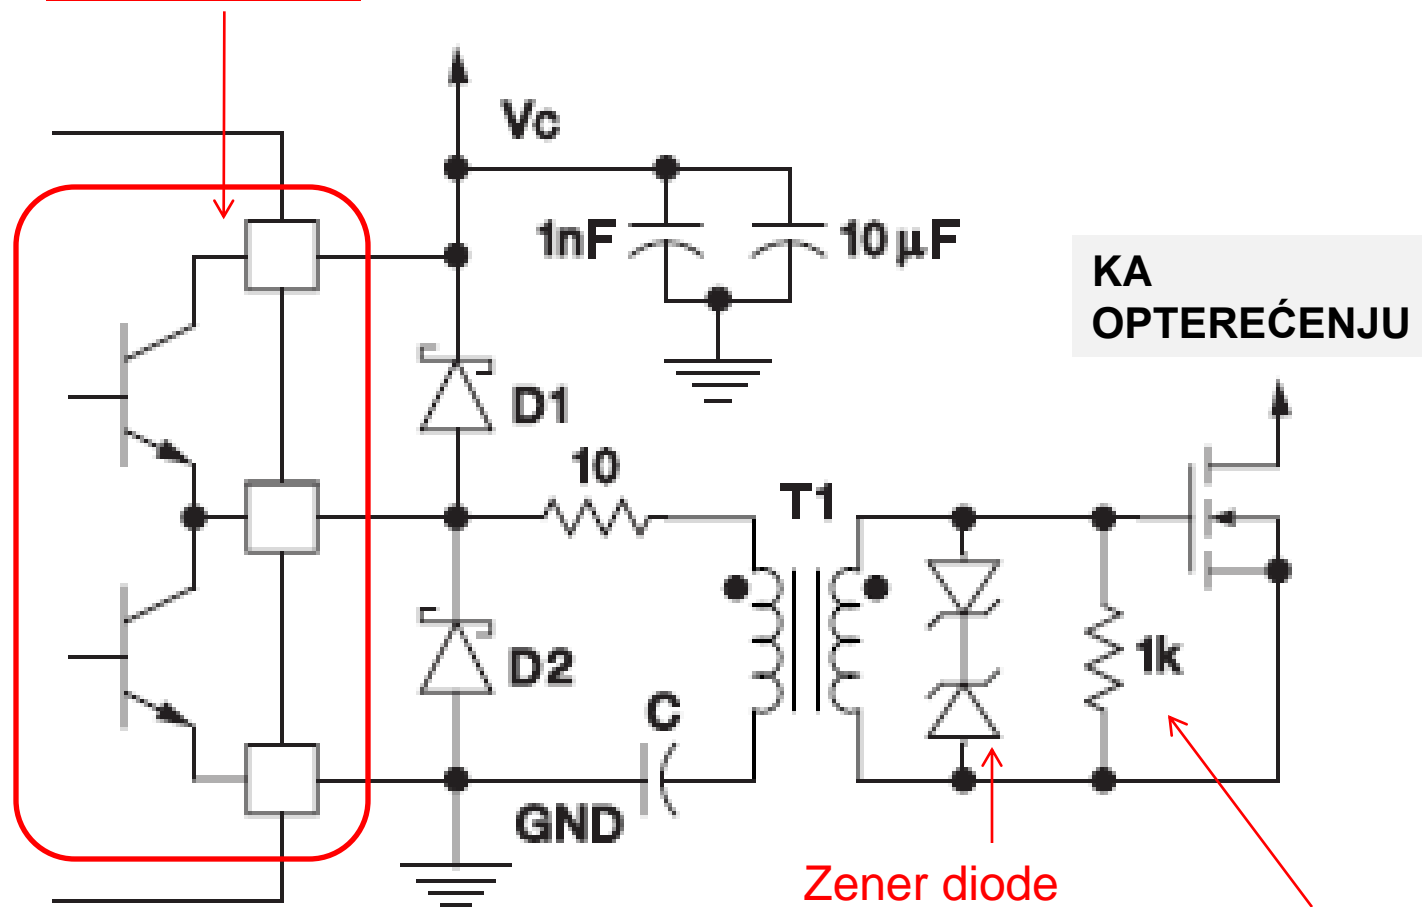 Vc
1nF
10 µF
KA
OPTEREĆENJU
D1
10
T1
D2
1k
C
GND
Zener diode